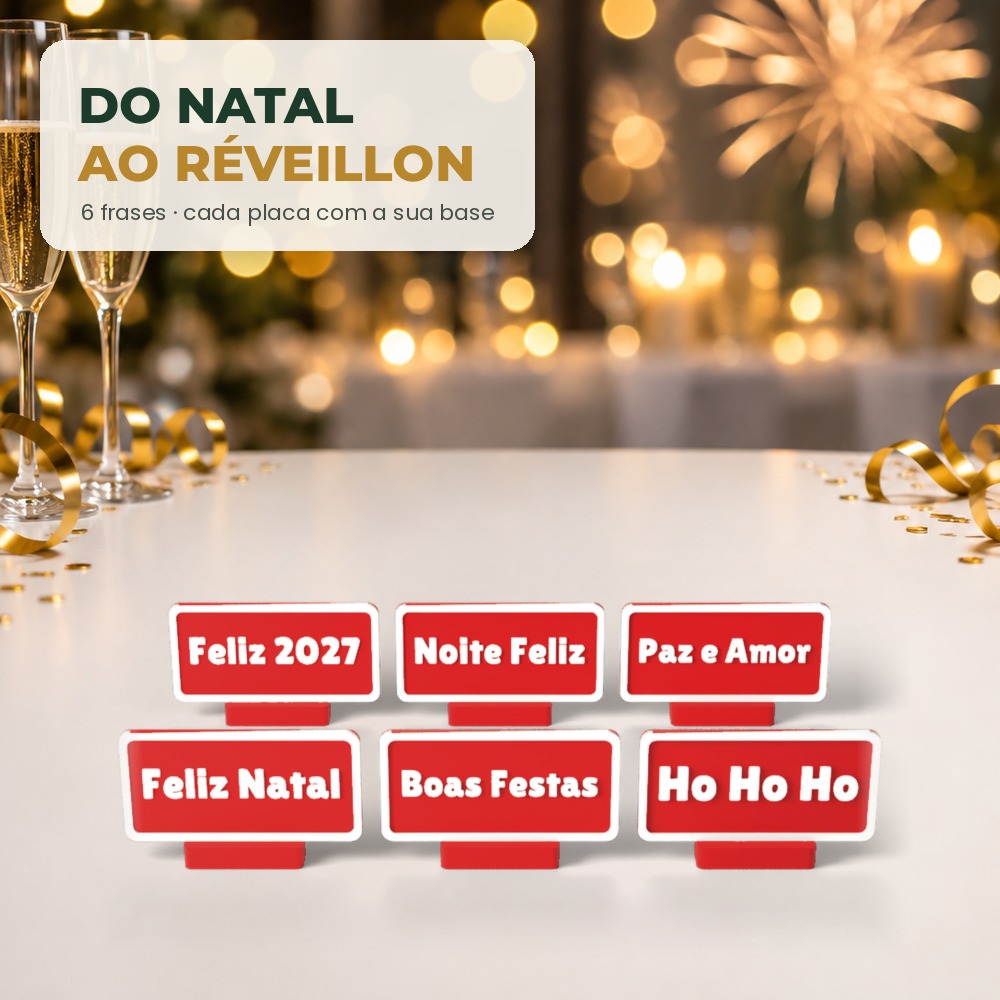 DO NATAL
AO RÉVEILLON
6 frases · cada placa com a sua base
Feliz 2027
Noite Feliz
Paz e Amor
Feliz Natal
Boas Festas
Ho Ho Ho